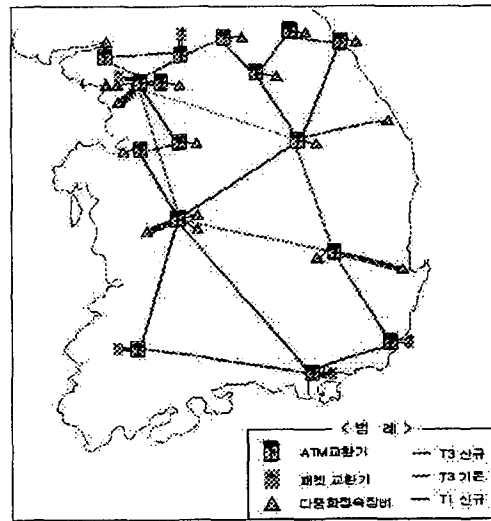 < 범 례 >
ATM교환기
패킷 교환기
다중화접속장비
T3 신규
T3 기존
T1 신규